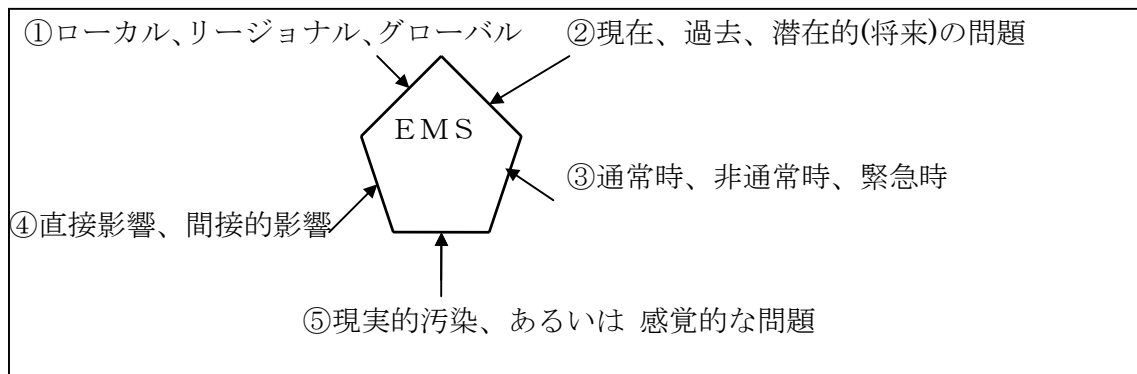 ①ローカル、リージョナル、グローバル
②現在、過去、潜在的(将来)の問題
EMS
③通常時、非通常時、緊急時
④直接影響、間接的影響
⑤現実的汚染、あるいは 感覚的な問題